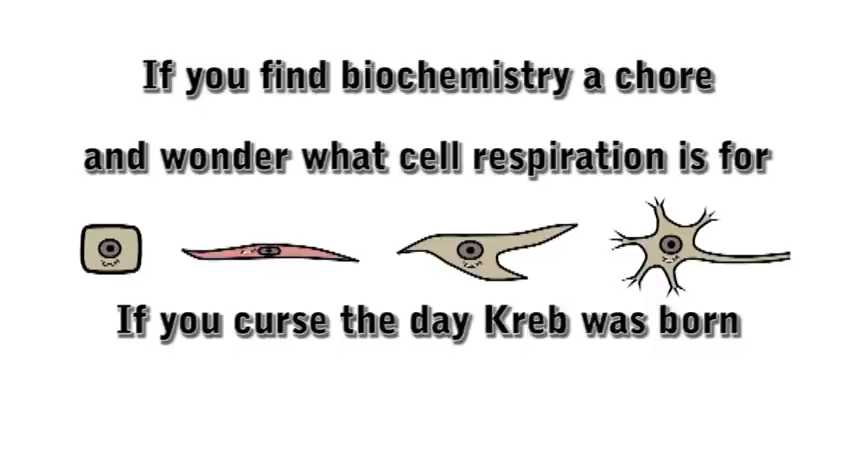 If you find biochemistry a chore
and wonder what cell respiration is for
If you curse the day Kreb was born